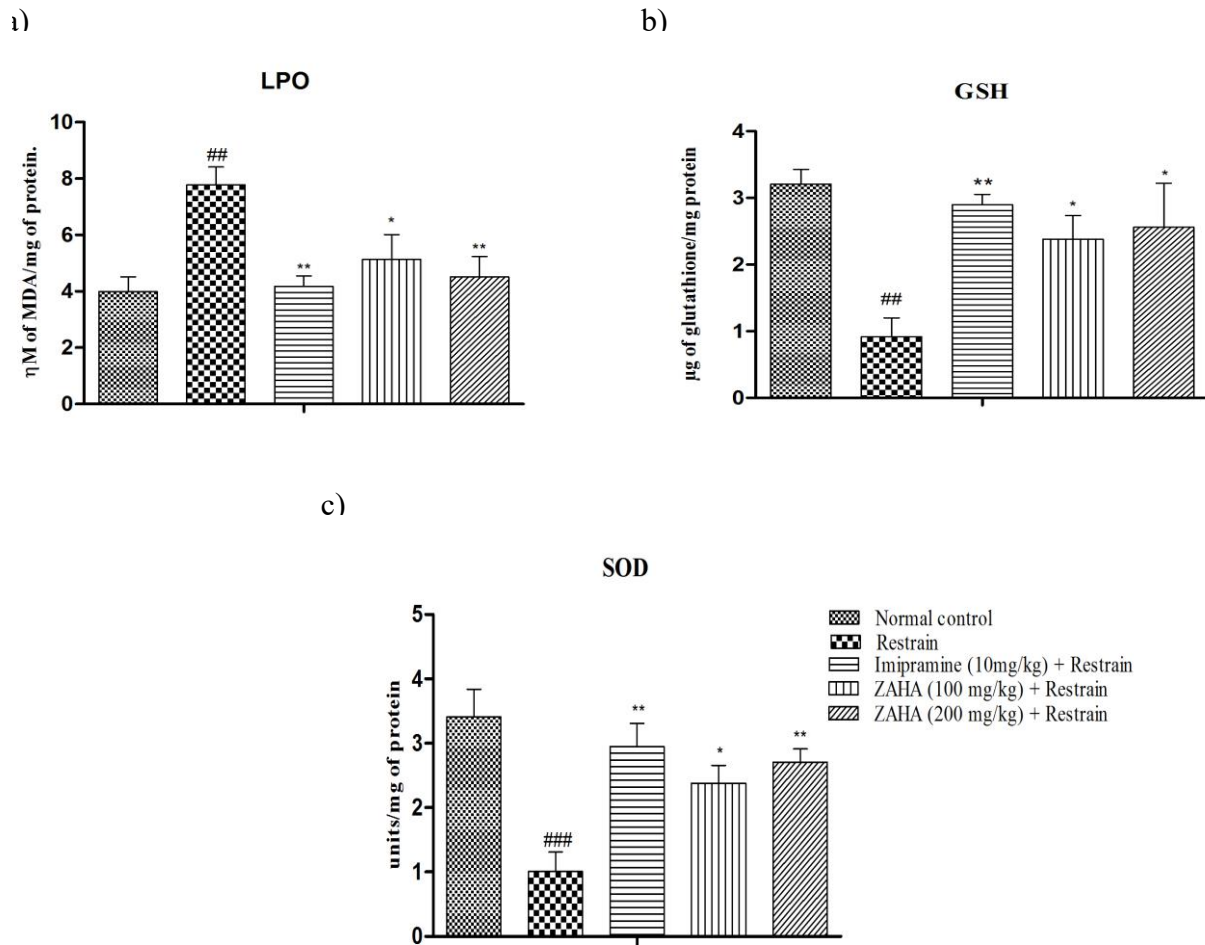 a)
b)
LPO
ηM of MDA/mg of protein.
10
8
6
4
2
0
##
**
*
**
GSH
µg of glutathione/mg protein
4
3
2
1
0
##
**
*
*
c)
SOD
units/mg of protein
5
4
3
2
1
0
###
**
*
**
Normal control
Restrain
Imipramine (10mg/kg) + Restrain
ZAHA (100 mg/kg) + Restrain
ZAHA (200 mg/kg) + Restrain